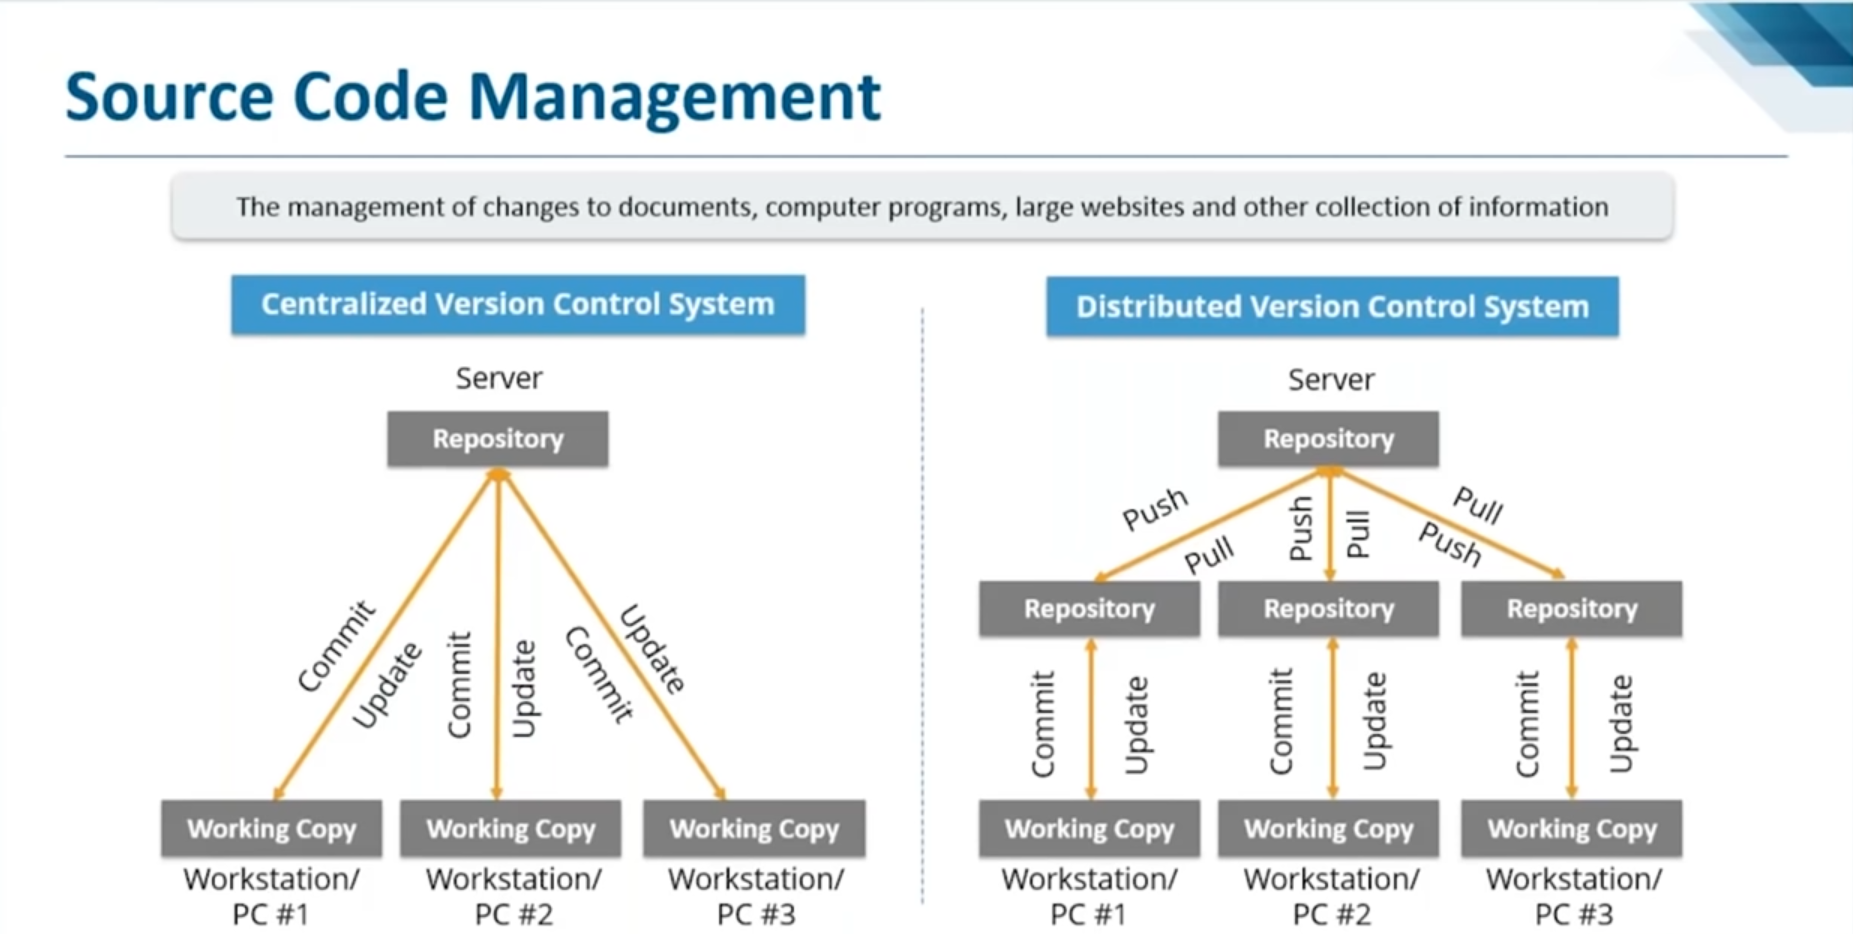 Source Code Management
The management of changes to documents, computer programs, large websites and other collection of information
Centralized Version Control System
Server
Repository
Commit
Update
Commit
Update
Commit
Update
Working Copy
Working Copy
Working Copy
Workstation/
PC #1
Workstation/
PC #2
Workstation/
PC #3
Distributed Version Control System
Server
Repository
Push
Pull
Push
Pull
Pull
Push
Repository
Repository
Repository
Commit
Update
Commit
Update
Commit
Update
Working Copy
Working Copy
Working Copy
Workstation/
PC #1
Workstation/
PC #2
Workstation/
PC #3